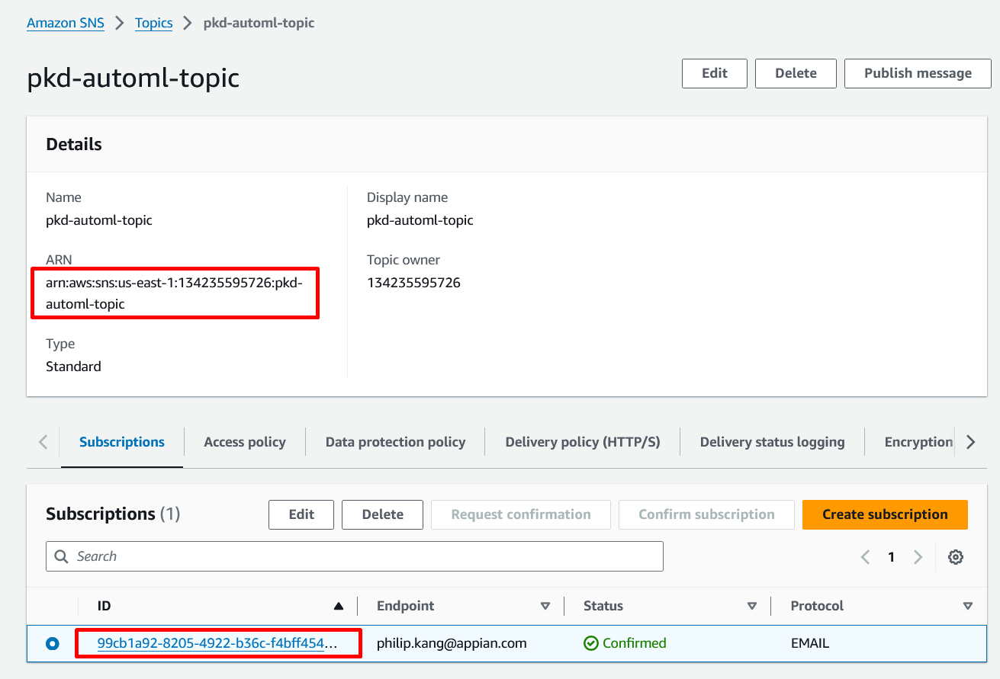 Amazon SNS > Topics > pkd-automl-topic
pkd-automl-topic
Edit
Delete
Publish message
Details
Name
pkd-automl-topic
Display name
pkd-automl-topic
ARN
arn:aws:sns:us-east-1:134235595726:pkd-
automl-topic
Topic owner
134235595726
Type
Standard
Subscriptions
Access policy
Data protection policy
Delivery policy (HTTP/S)
Delivery status logging
Encryption
Subscriptions (1)
Edit
Delete
Request confirmation
Confirm subscription
Create subscription
Search
1
ID
Endpoint
Status
Protocol
99cb1a92-8205-4922-b36c-f4bff454...
philip.kang@appian.com
Confirmed
EMAIL